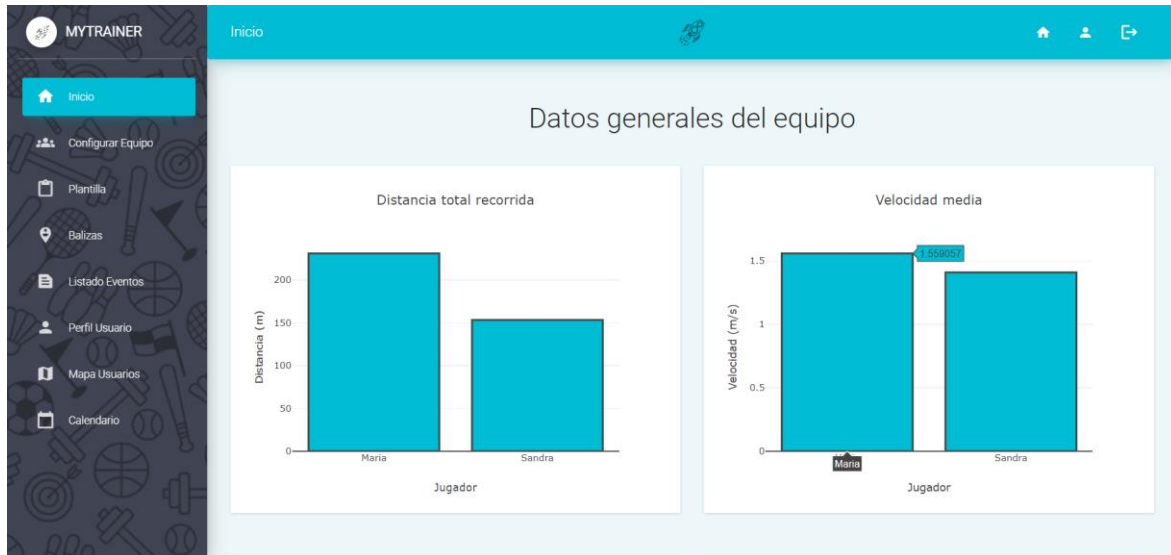 MYTRAINER
Inicio
Configurar Equipo
Plantilla
Balizas
Listado Eventos
Perfil Usuario
Mapa Usuarios
Calendario
Inicio
Datos generales del equipo
Distancia total recorrida
Distancia (m)
200
150
100
50
0
Maria
Sandra
Jugador
Velocidad media
1.559057
Velocidad (m/s)
1.5
1
0.5
0
Maria
Sandra
Jugador